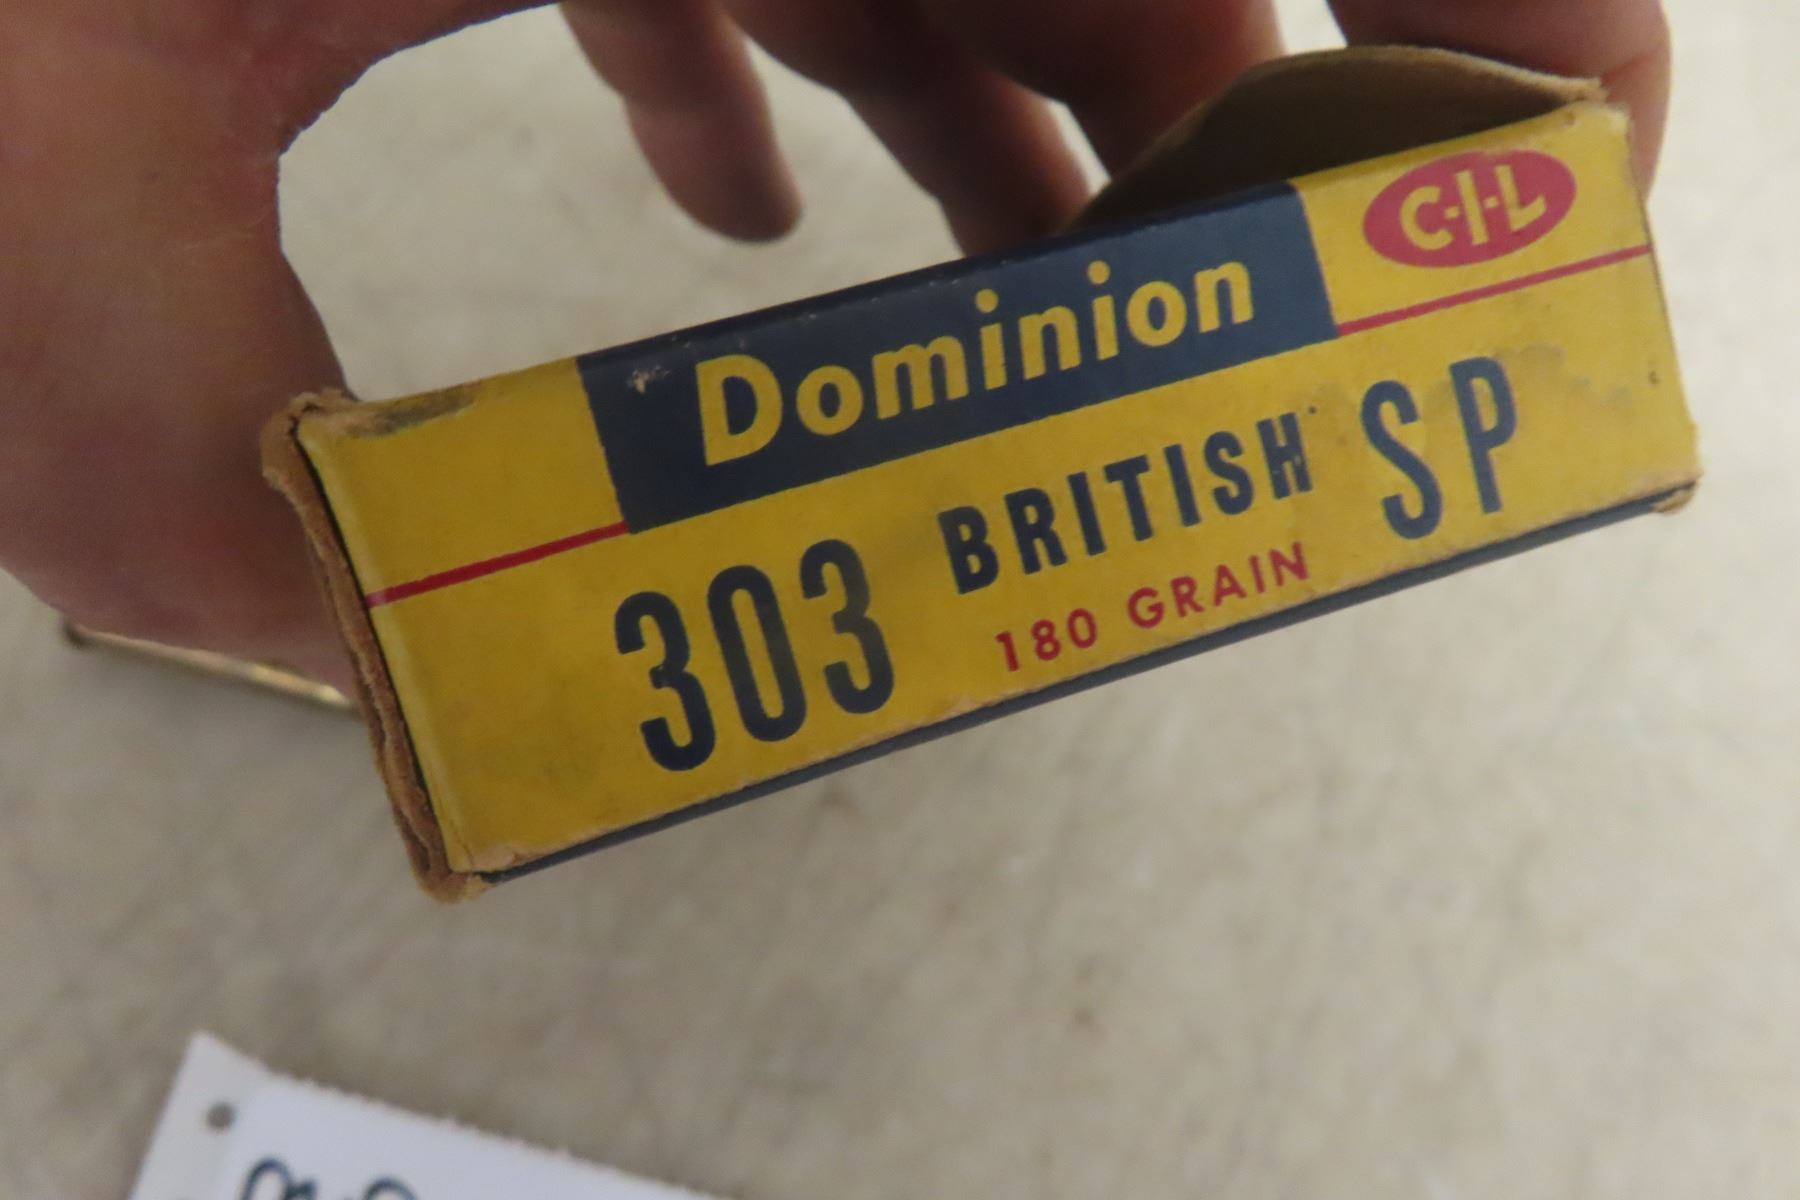 Dominion
C-I-L
303 BRITISH SP
180 GRAIN